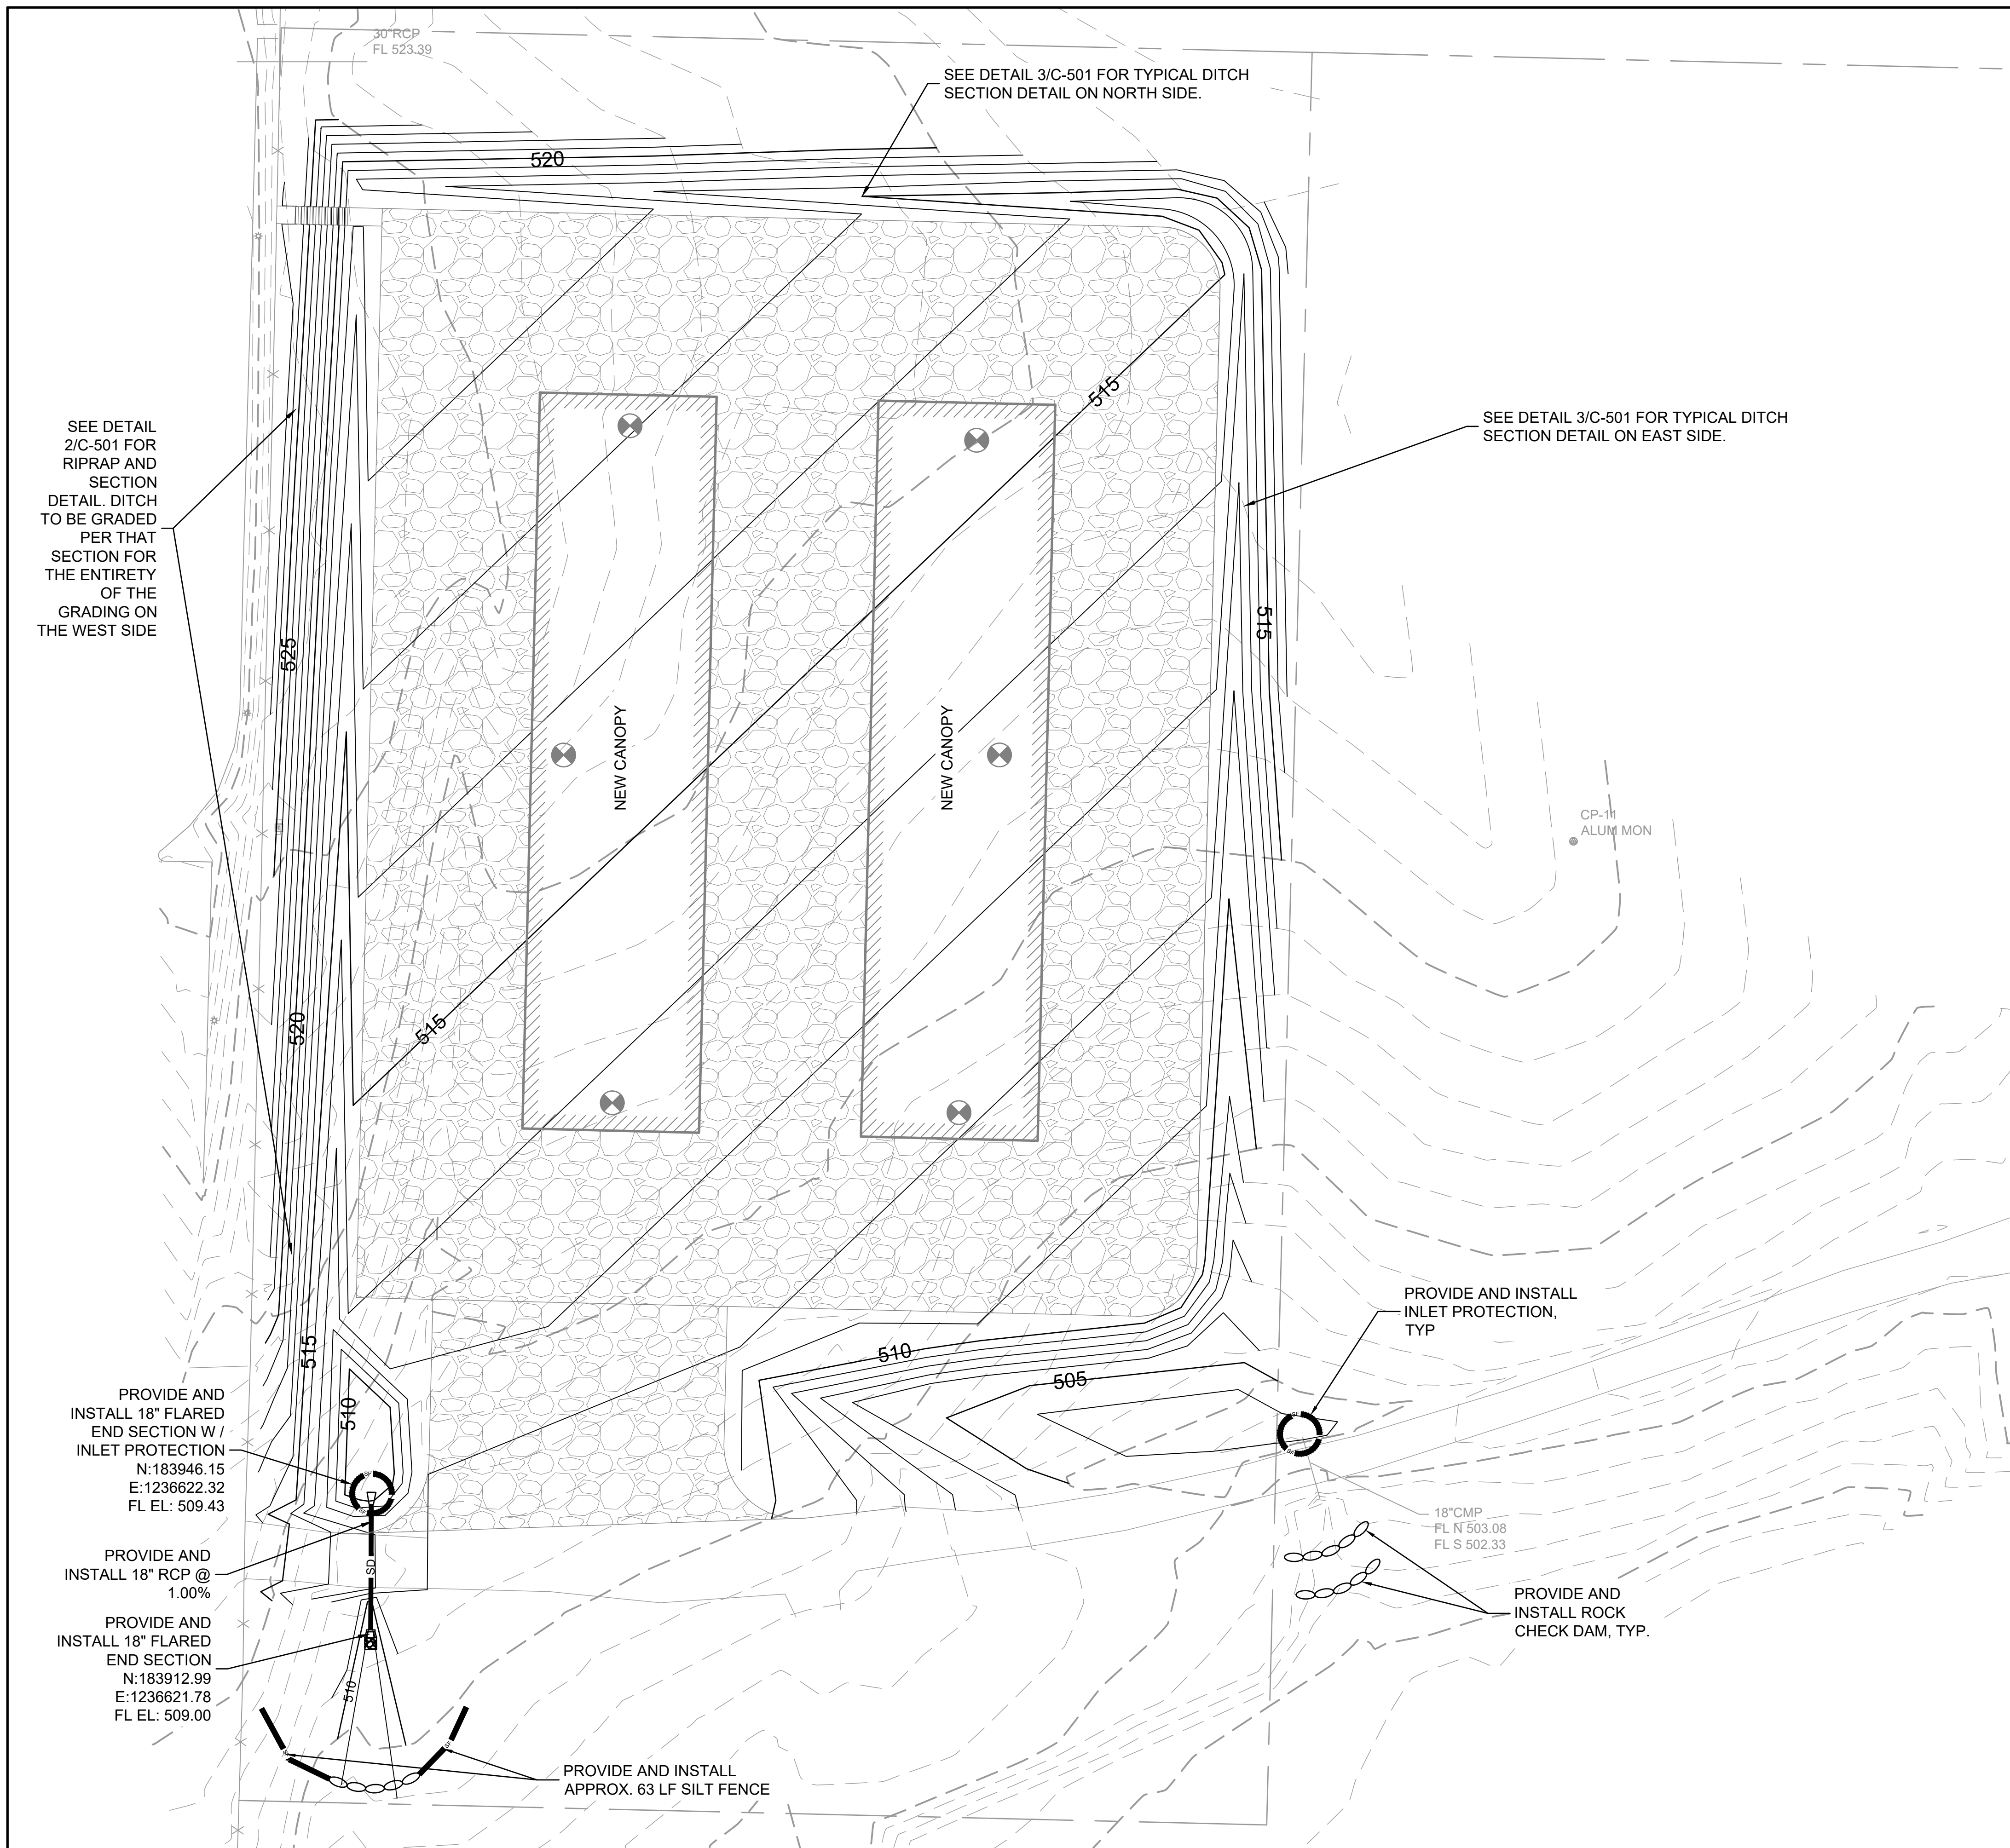 30"RCP
FL 523.39
SEE DETAIL 3/C-501 FOR TYPICAL DITCH
SECTION DETAIL ON NORTH SIDE.
520
515
SEE DETAIL 3/C-501 FOR TYPICAL DITCH
SECTION DETAIL ON EAST SIDE.
SEE DETAIL
2/C-501 FOR
RIPRAP AND
SECTION
DETAIL. DITCH
TO BE GRADED
PER THAT
SECTION FOR
THE ENTIRETY
OF THE
GRADING ON
THE WEST SIDE
525
515
NEW CANOPY
NEW CANOPY
CP-11
ALUM MON
520
515
PROVIDE AND INSTALL
INLET PROTECTION,
TYP
515
510
505
510
PROVIDE AND
INSTALL 18" FLARED
END SECTION W /
INLET PROTECTION
N:183946.15
E:1236622.32
FL EL: 509.43
SF
SF
SF
SF
18"CMP
FL N 503.08
FL S 502.33
PROVIDE AND
INSTALL 18" RCP @
1.00%
SD
PROVIDE AND
INSTALL ROCK
CHECK DAM, TYP.
PROVIDE AND
INSTALL 18" FLARED
END SECTION
N:183912.99
E:1236621.78
FL EL: 509.00
510
SF
SF
PROVIDE AND INSTALL
APPROX. 63 LF SILT FENCE